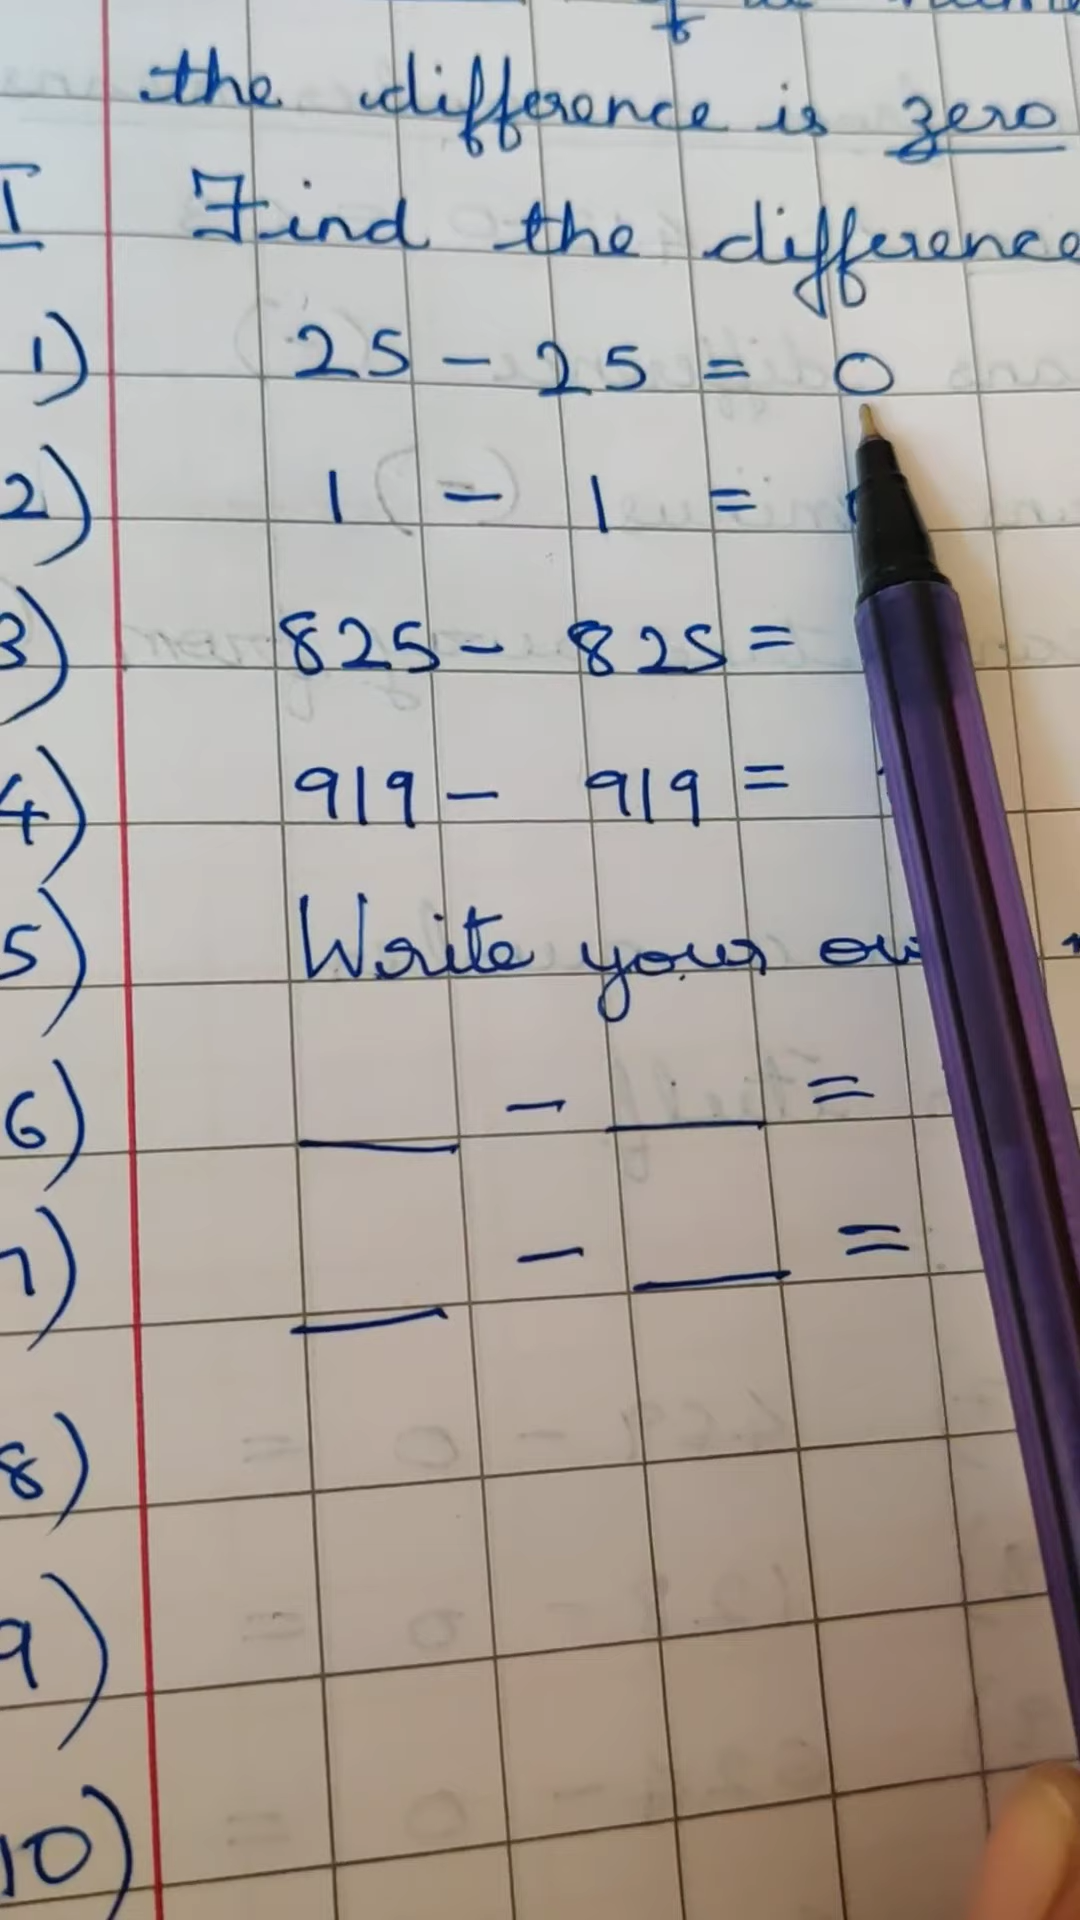 the difference is zero
I Find the difference
1) 25 - 25 = 0
2) 1 - 1 =
3) 825 - 825 =
4) 919 - 919 =
5) Write your
6) ___ - ___ =
7) ___ - ___ =
8)
9)
10)